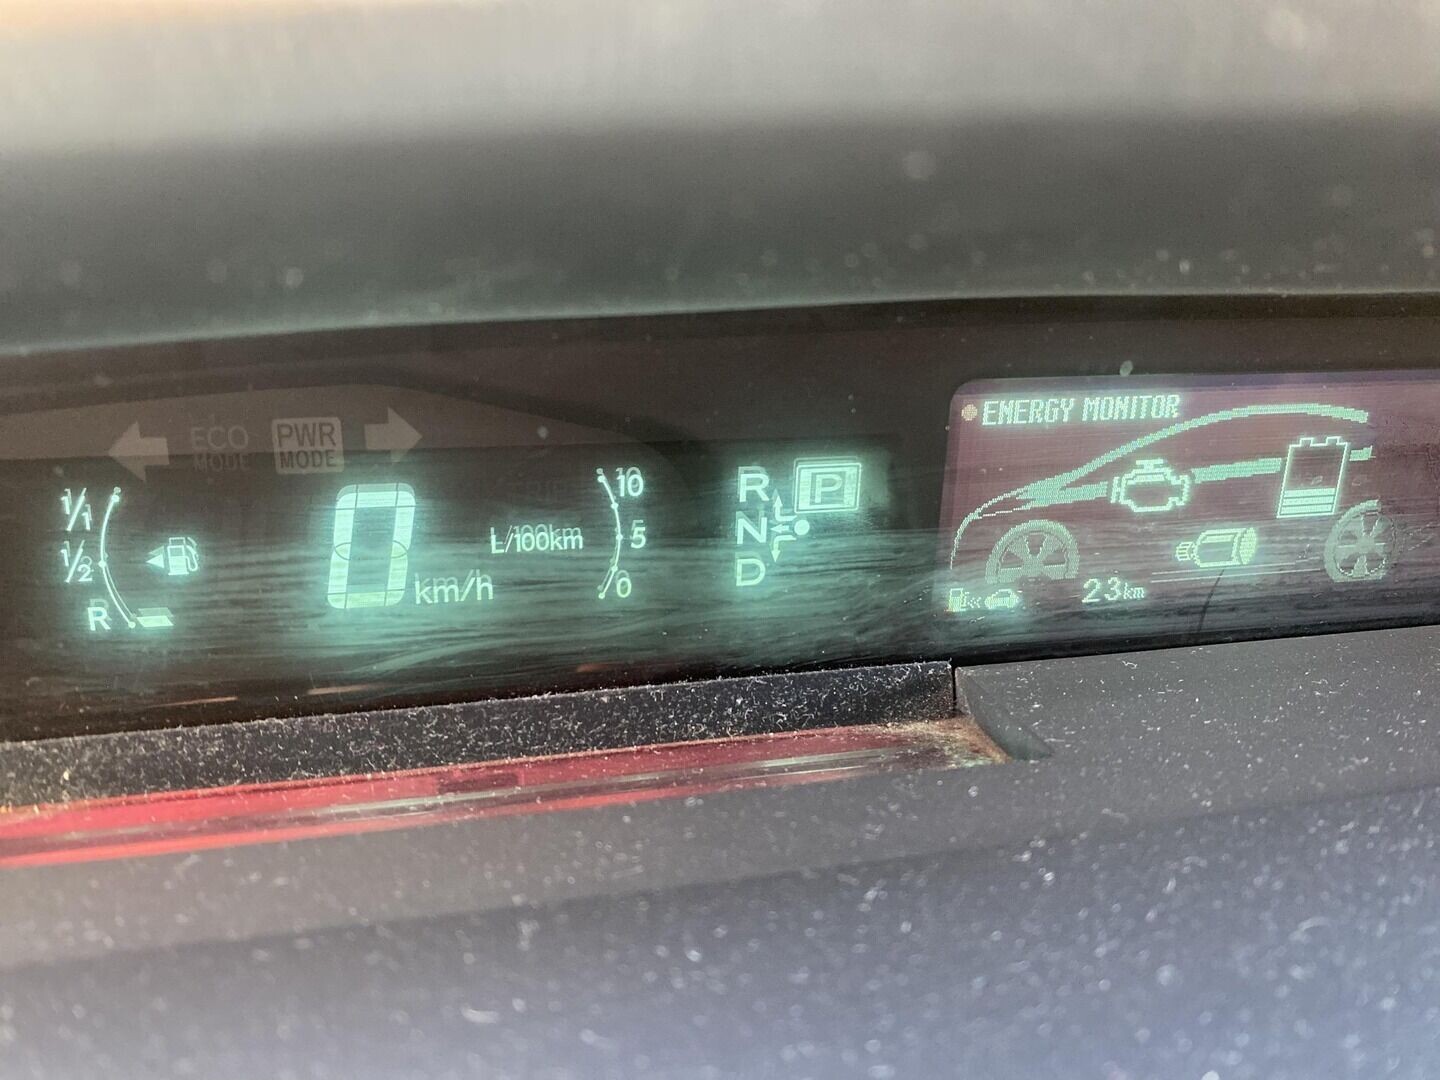 ECO
MODE
PWR
MODE
1/1
1/2
R
0
km/h
L/100km
10
5
0
R
N
D
P
ENERGY MONITOR
23km